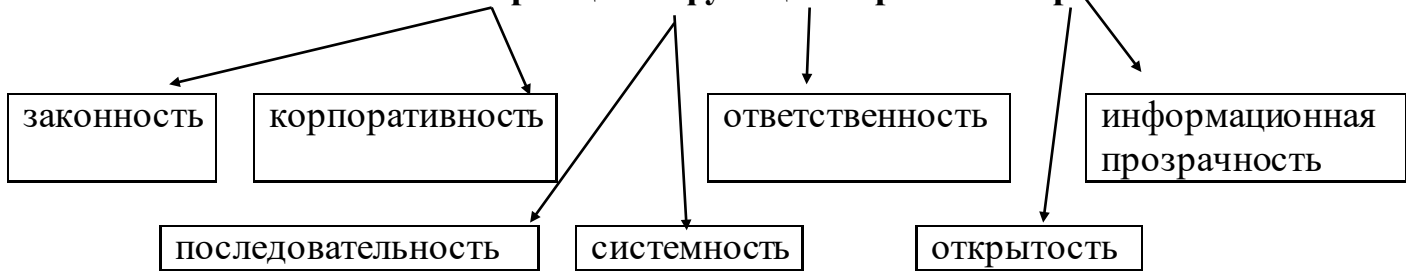 законность
корпоративность
ответственность
информационная
прозрачность
последовательность
системность
открытость